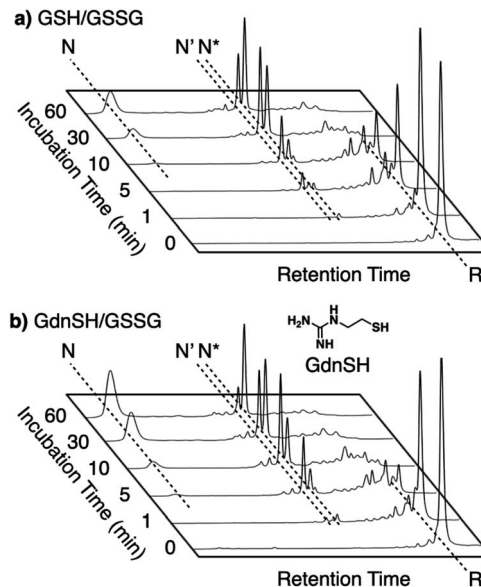 a) GSH/GSSG
N
N' N*
60
30
10
5
1
0
Incubation Time (min)
Retention Time
R
b) GdnSH/GSSG
H
N
H₂N
SH
NH
GdnSH
N
N' N*
60
30
10
5
1
0
Incubation Time (min)
Retention Time
R